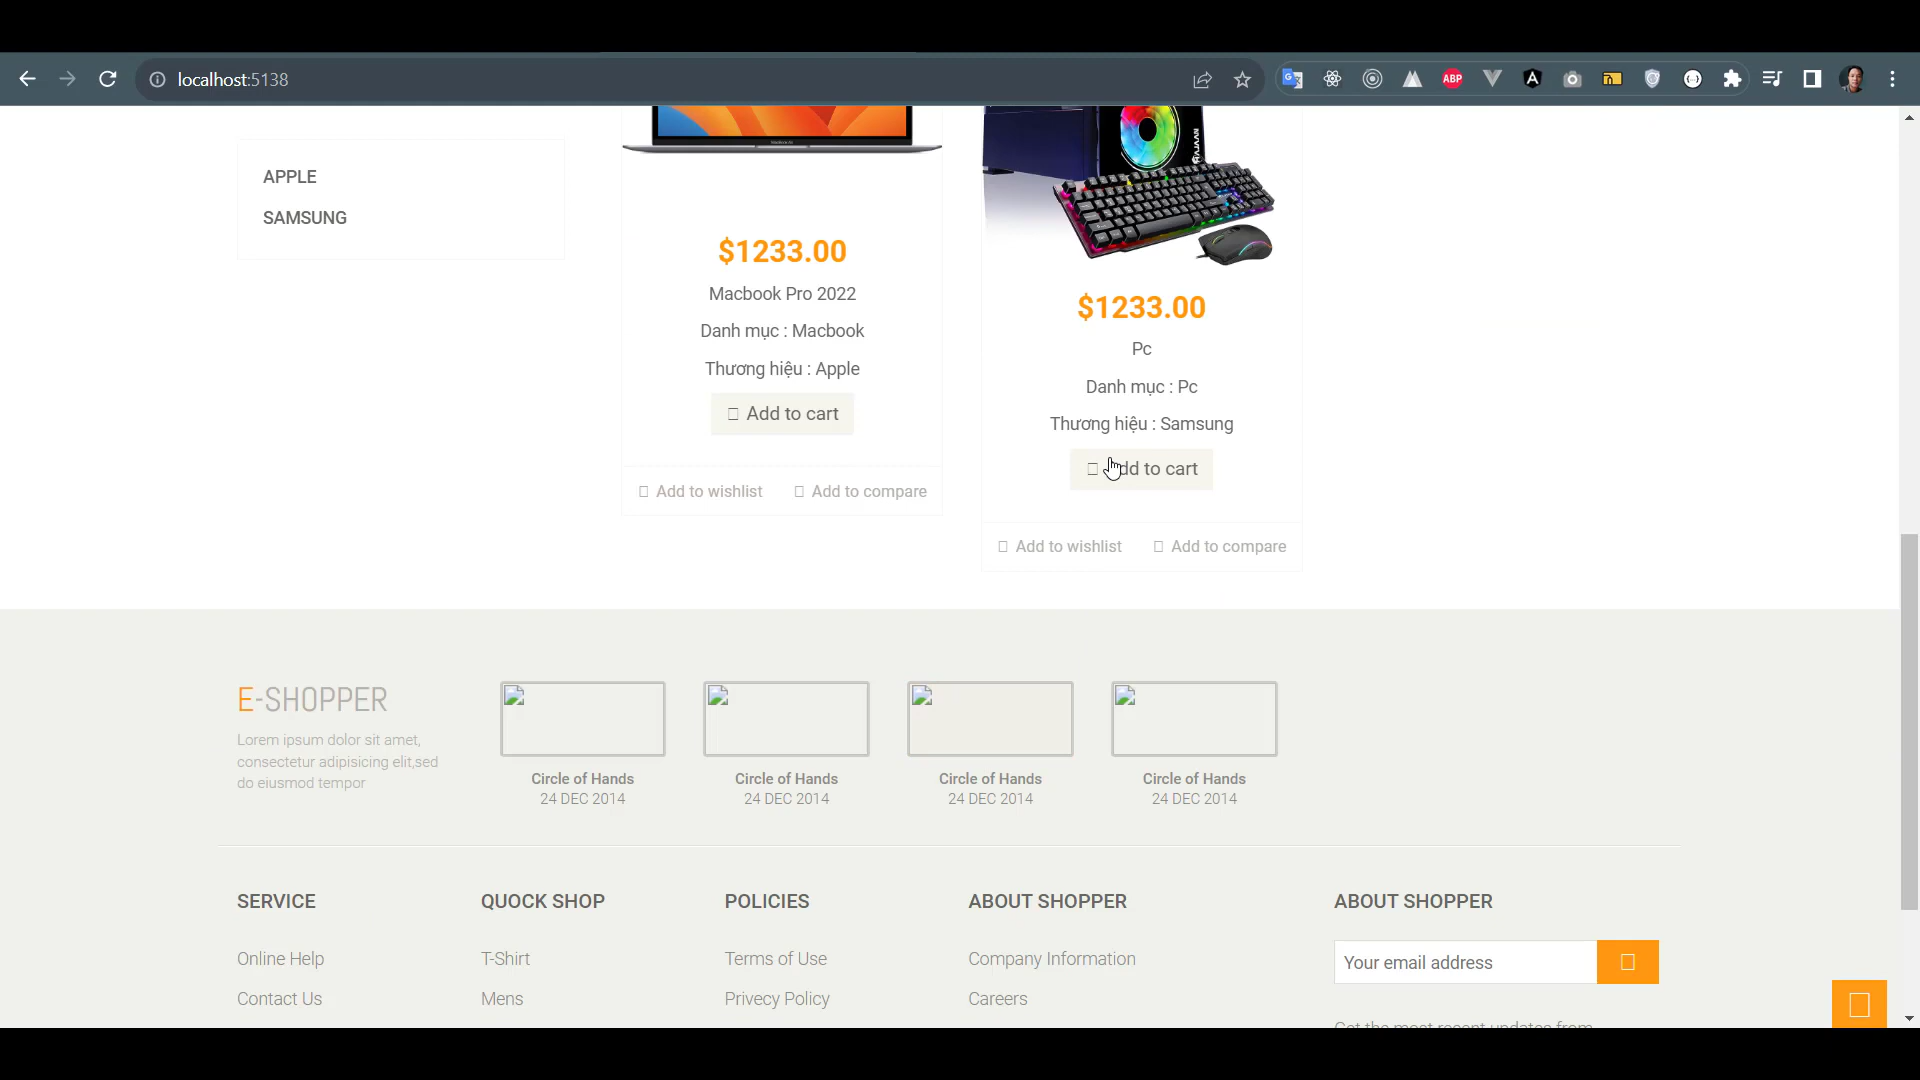 localhost:5138
ABP
APPLE
SAMSUNG
$1233.00
Macbook Pro 2022
Danh mục : Macbook
Thương hiệu : Apple
Add to cart
Add to wishlist
Add to compare
$1233.00
Pc
Danh mục : Pc
Thương hiệu : Samsung
Add to cart
Add to wishlist
Add to compare
E-SHOPPER
Lorem ipsum dolor sit amet,
consectetur adipisicing elit,sed
do eiusmod tempor
Circle of Hands
24 DEC 2014
Circle of Hands
24 DEC 2014
Circle of Hands
24 DEC 2014
Circle of Hands
24 DEC 2014
SERVICE
Online Help
Contact Us
QUOCK SHOP
T-Shirt
Mens
POLICIES
Terms of Use
Privecy Policy
ABOUT SHOPPER
Company Information
Careers
ABOUT SHOPPER
Your email address
Get the most recent updates from